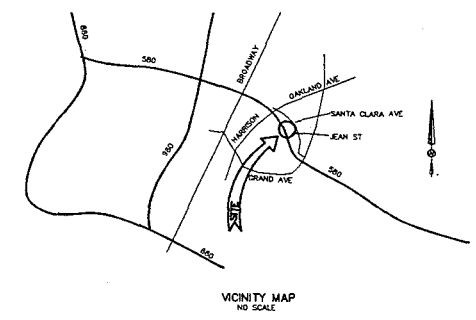 880
580
BROADWAY
OAKLAND AVE
SANTA CLARA AVE
HARRISON
JEAN ST
980
GRAND AVE
580
SITE
880
VICINITY MAP
NO SCALE